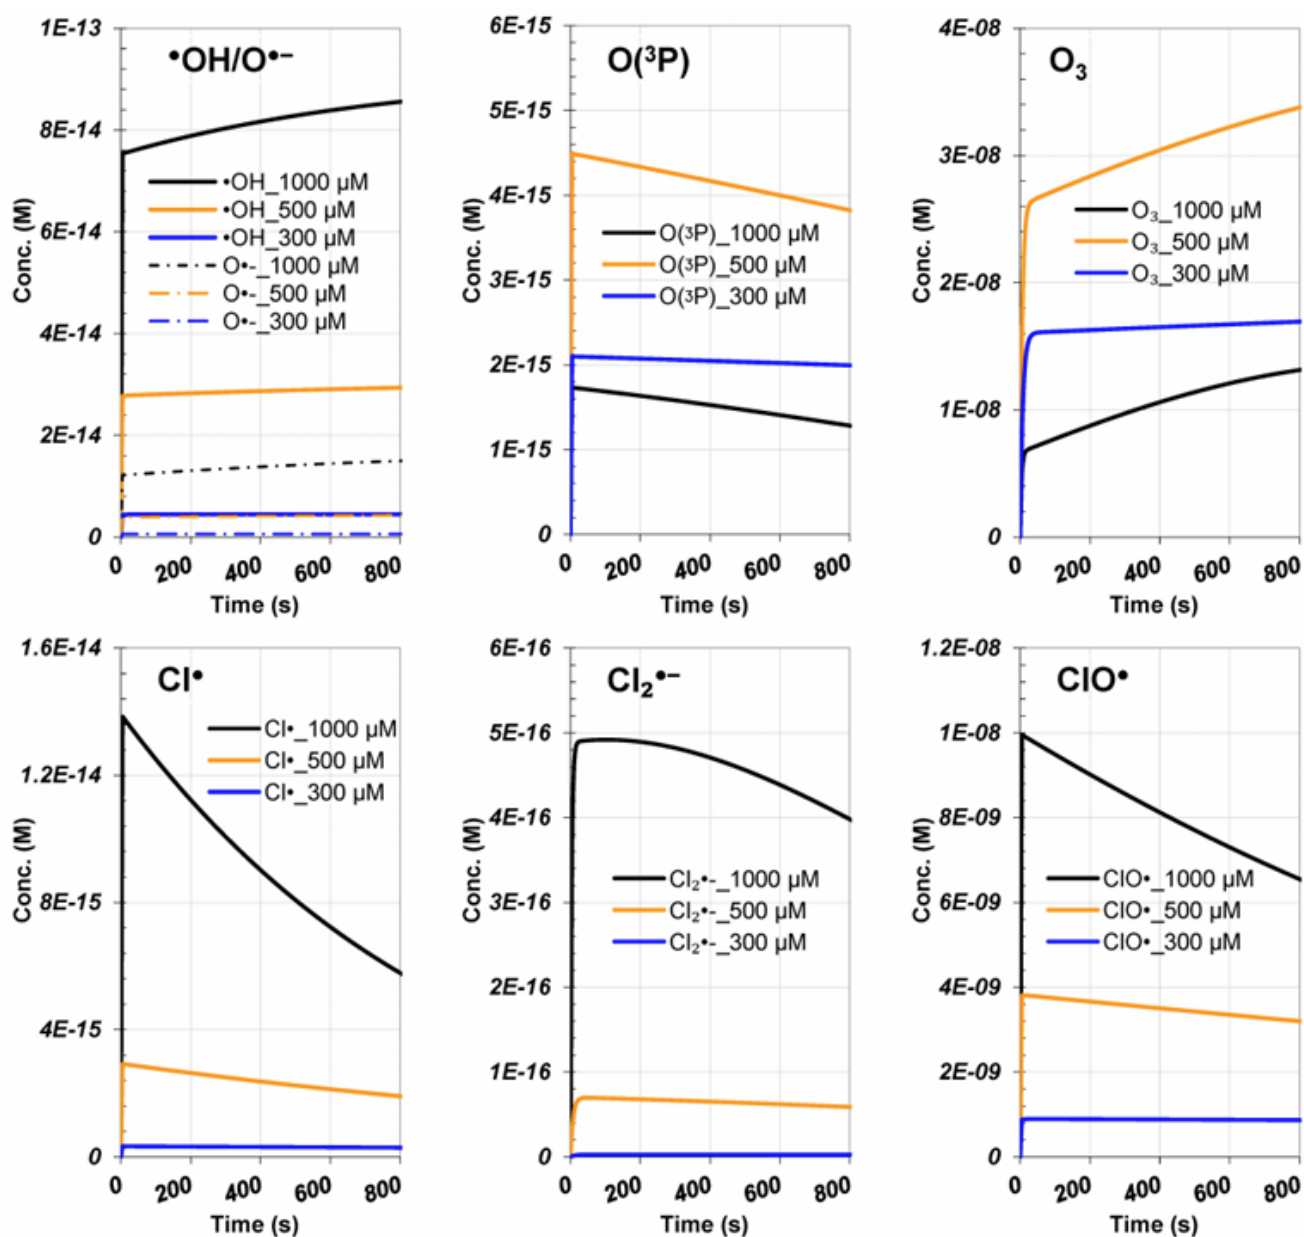 •OH/O•−
1E-13
8E-14
6E-14
4E-14
2E-14
0
Conc. (M)
•OH_1000 µM
•OH_500 µM
•OH_300 µM
O•-_1000 µM
O•-_500 µM
O•-_300 µM
0 200 400 600 800
Time (s)
O(³P)
6E-15
5E-15
4E-15
3E-15
2E-15
1E-15
0
Conc. (M)
O(³P)_1000 µM
O(³P)_500 µM
O(³P)_300 µM
0 200 400 600 800
Time (s)
O₃
4E-08
3E-08
2E-08
1E-08
0
Conc. (M)
O₃_1000 µM
O₃_500 µM
O₃_300 µM
0 200 400 600 800
Time (s)
Cl•
1.6E-14
1.2E-14
8E-15
4E-15
0
Conc. (M)
Cl•_1000 µM
Cl•_500 µM
Cl•_300 µM
0 200 400 600 800
Time (s)
Cl₂•−
6E-16
5E-16
4E-16
3E-16
2E-16
1E-16
0
Conc. (M)
Cl₂•-_1000 µM
Cl₂•-_500 µM
Cl₂•-_300 µM
0 200 400 600 800
Time (s)
ClO•
1.2E-08
1E-08
8E-09
6E-09
4E-09
2E-09
0
Conc. (M)
ClO•_1000 µM
ClO•_500 µM
ClO•_300 µM
0 200 400 600 800
Time (s)